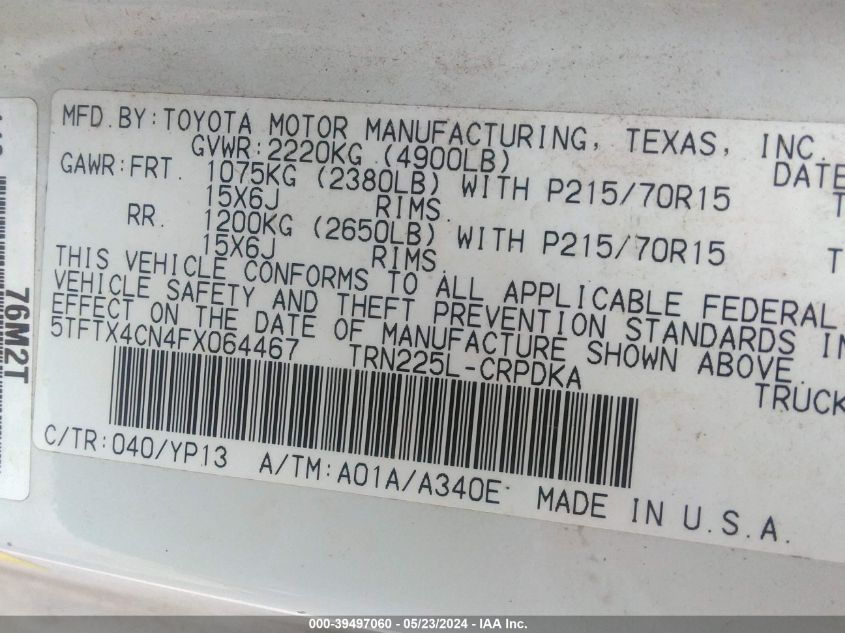 MFD. BY: TOYOTA MOTOR MANUFACTURING, TEXAS, INC.
GVWR: 2220KG (4900LB) DATE
GAWR: FRT. 1075KG (2380LB) WITH P215/70R15 T
15X6J RIMS.
RR. 1200KG (2650LB) WITH P215/70R15 T
15X6J RIMS.
THIS VEHICLE CONFORMS TO ALL APPLICABLE FEDERAL
VEHICLE SAFETY AND THEFT PREVENTION STANDARDS IN
EFFECT ON THE DATE OF MANUFACTURE SHOWN ABOVE.
5TFTX4CN4FX064467 TRN225L-CRPDKA TRUCK
C/TR: 040/YP13 A/TM: A01A/A340E MADE IN U.S.A.
76M2T
000-39497060 - 05/23/2024 - IAA Inc.